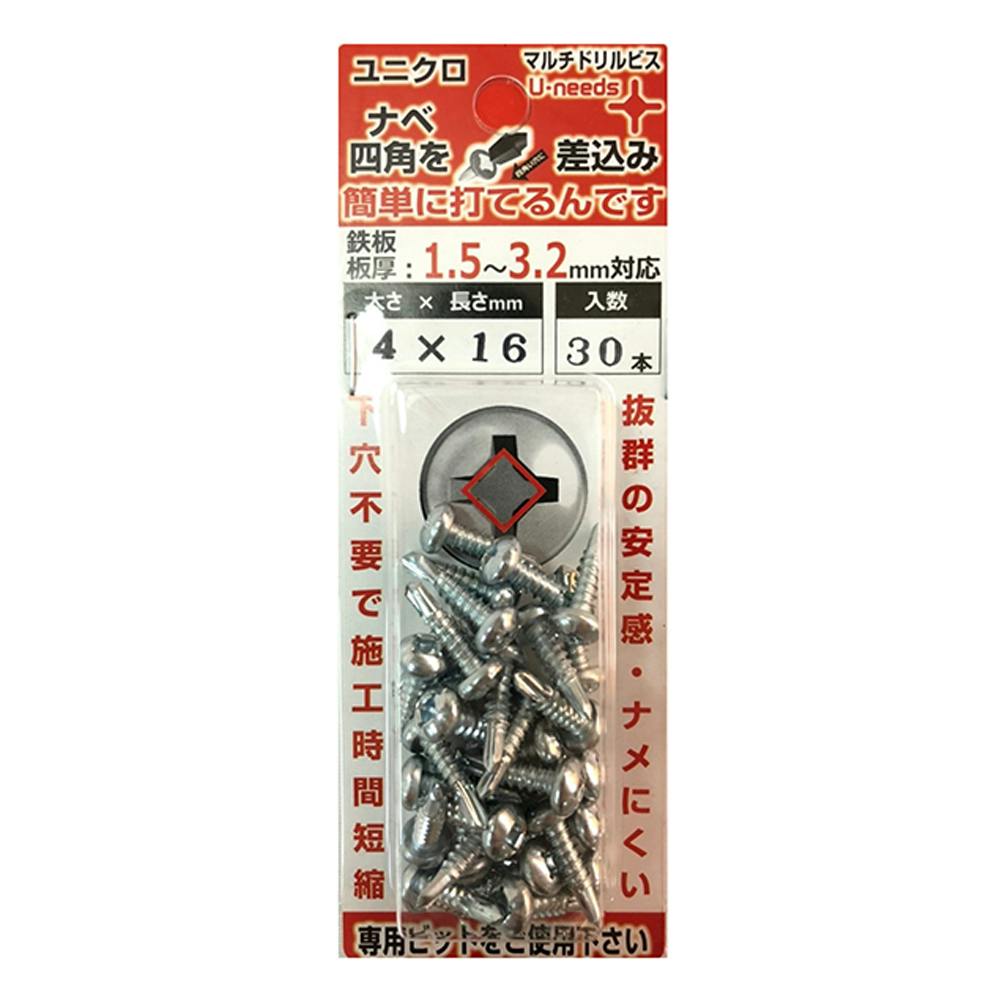 ユニクロ
マルチドリルビス
U-needs
ナベ
四角を
差込み
簡単に打てるんです
鉄板
板厚：1.5～3.2mm対応
太さ × 長さmm
入数
4 × 16
30本
下穴不要で施工時間短縮
抜群の安定感・ナメにくい
専用ビットをご使用下さい